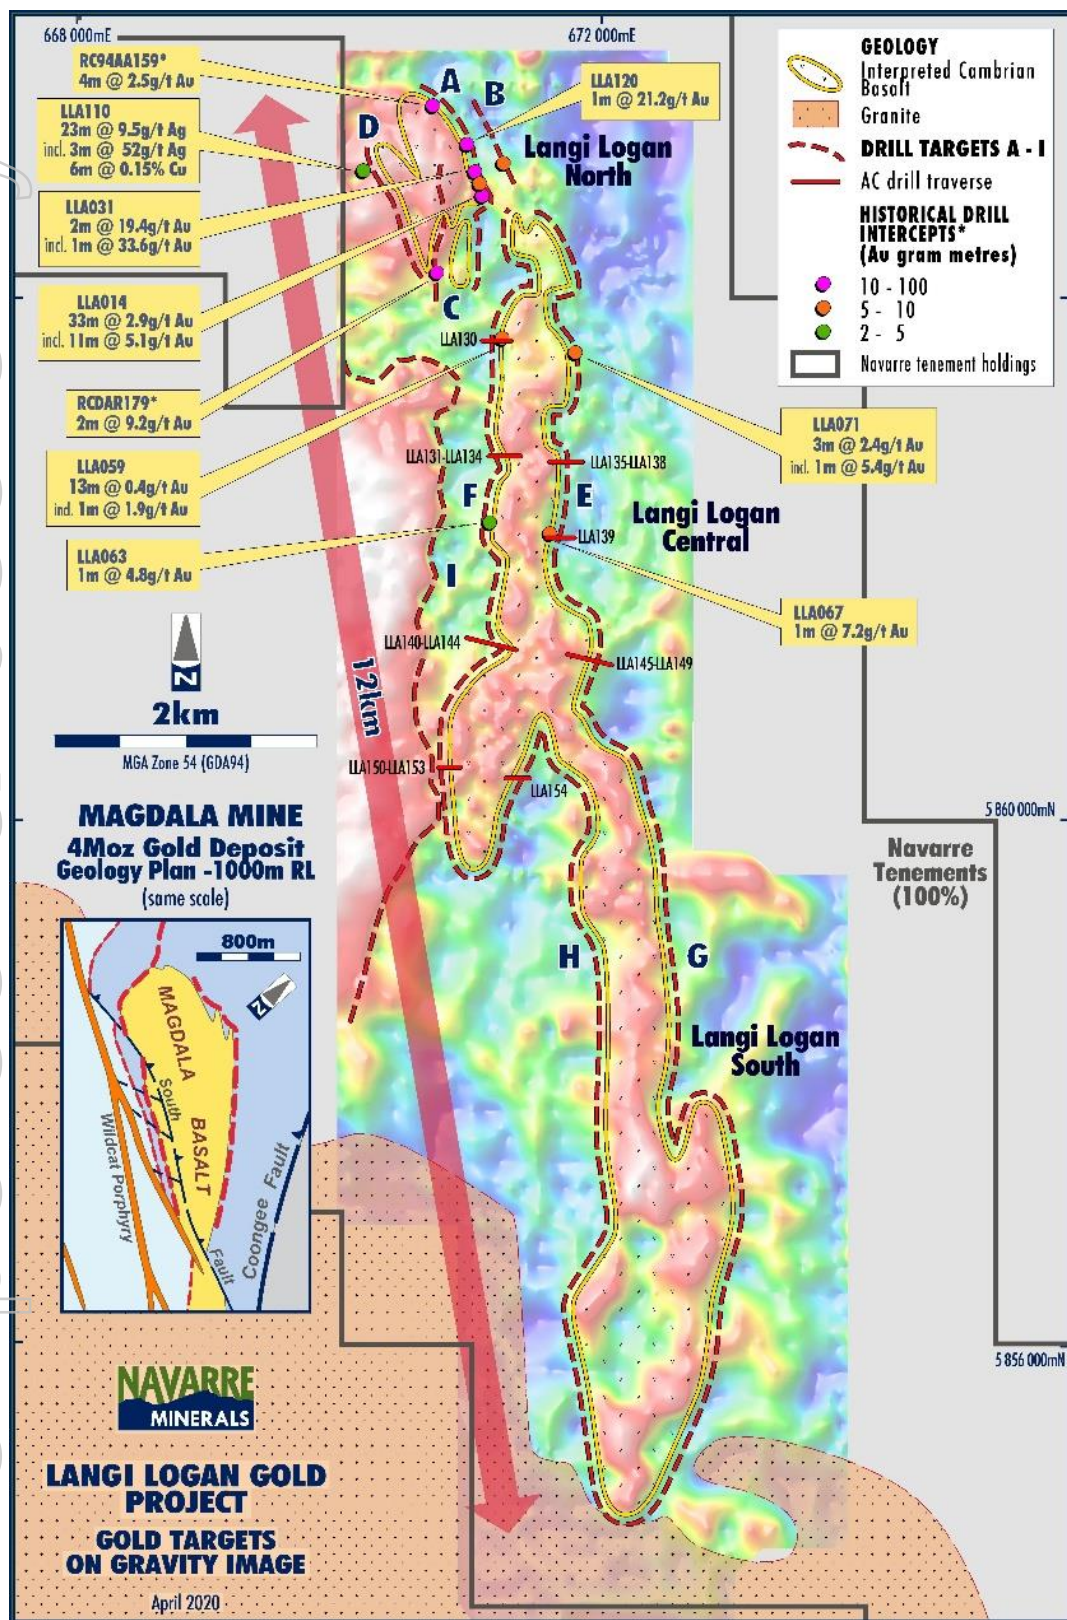 668 000mE
672 000mE
RC94AA159*
4m @ 2.5g/t Au
LLA110
23m @ 9.5g/t Ag
incl. 3m @ 52g/t Ag
6m @ 0.15% Cu
LLA031
2m @ 19.4g/t Au
incl. 1m @ 33.6g/t Au
LLA014
33m @ 2.9g/t Au
incl. 11m @ 5.1g/t Au
RCDAR179*
2m @ 9.2g/t Au
LLA059
13m @ 0.4g/t Au
incl. 1m @ 1.9g/t Au
LLA063
1m @ 4.8g/t Au
A
B
D
C
LLA120
1m @ 21.2g/t Au
Langi Logan
North
GEOLOGY
Interpreted Cambrian
Basalt
Granite
DRILL TARGETS A - I
AC drill traverse
HISTORICAL DRILL
INTERCEPTS*
(Au gram metres)
10 - 100
5 - 10
2 - 5
Navarre tenement holdings
LLA130
LLA131-LLA134
LLA135-LLA138
F
E
I
LLA139
Langi Logan
Central
LLA071
3m @ 2.4g/t Au
incl. 1m @ 5.4g/t Au
LLA067
1m @ 7.2g/t Au
LLA140-LLA144
LLA145-LLA149
12km
LLA150-LLA153
LLA154
N
2km
MGA Zone 54 (GDA94)
5 860 000mN
Navarre
Tenements
(100%)
MAGDALA MINE
4Moz Gold Deposit
Geology Plan -1000m RL
(same scale)
800m
N
MAGDALA
BASALT
South
Fault
Wildcat Porphyry
Coongee Fault
H
G
Langi Logan
South
5 856 000mN
NAVARRE
MINERALS
LANGI LOGAN GOLD
PROJECT
GOLD TARGETS
ON GRAVITY IMAGE
April 2020